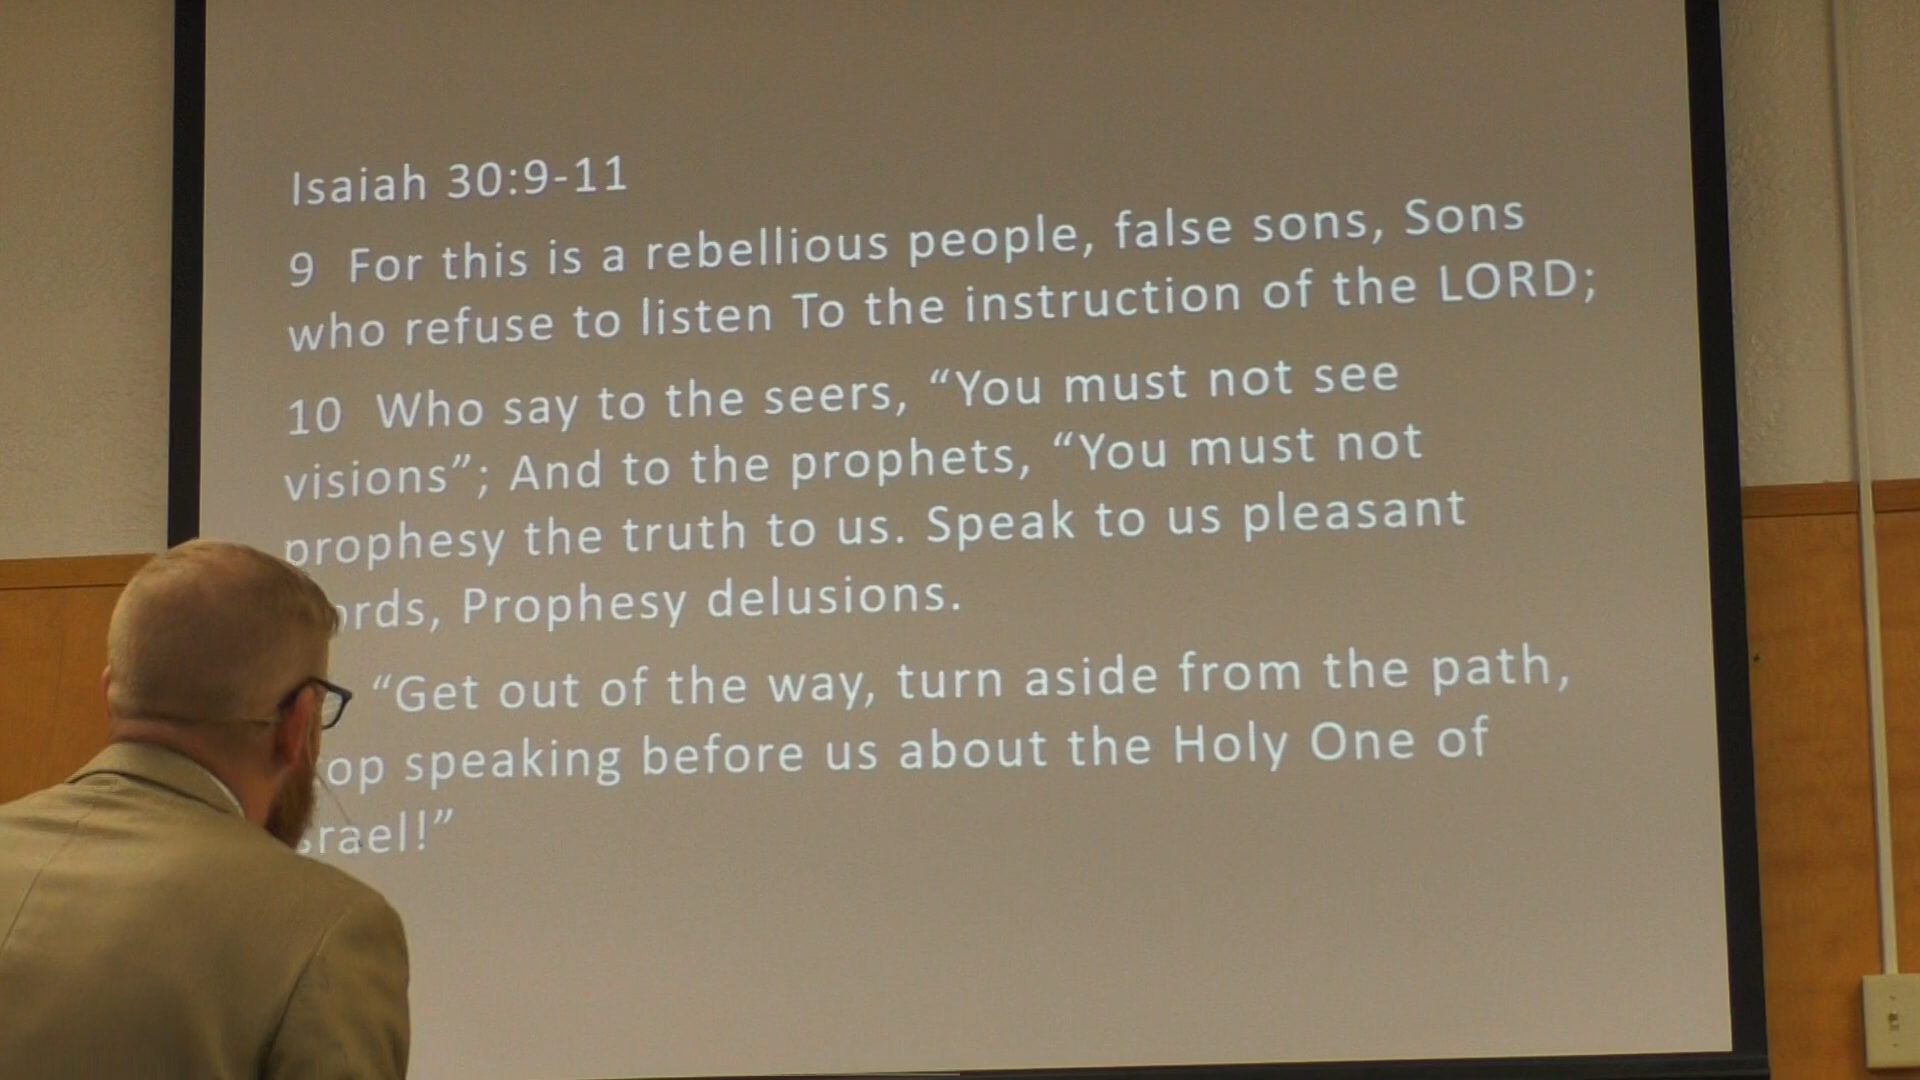 Isaiah 30:9-11
9 For this is a rebellious people, false sons, Sons
who refuse to listen To the instruction of the LORD;
10 Who say to the seers, “You must not see
visions”; And to the prophets, “You must not
prophesy the truth to us. Speak to us pleasant
Prophesy delusions.
“Get out of the way, turn aside from the path,
speaking before us about the Holy One of